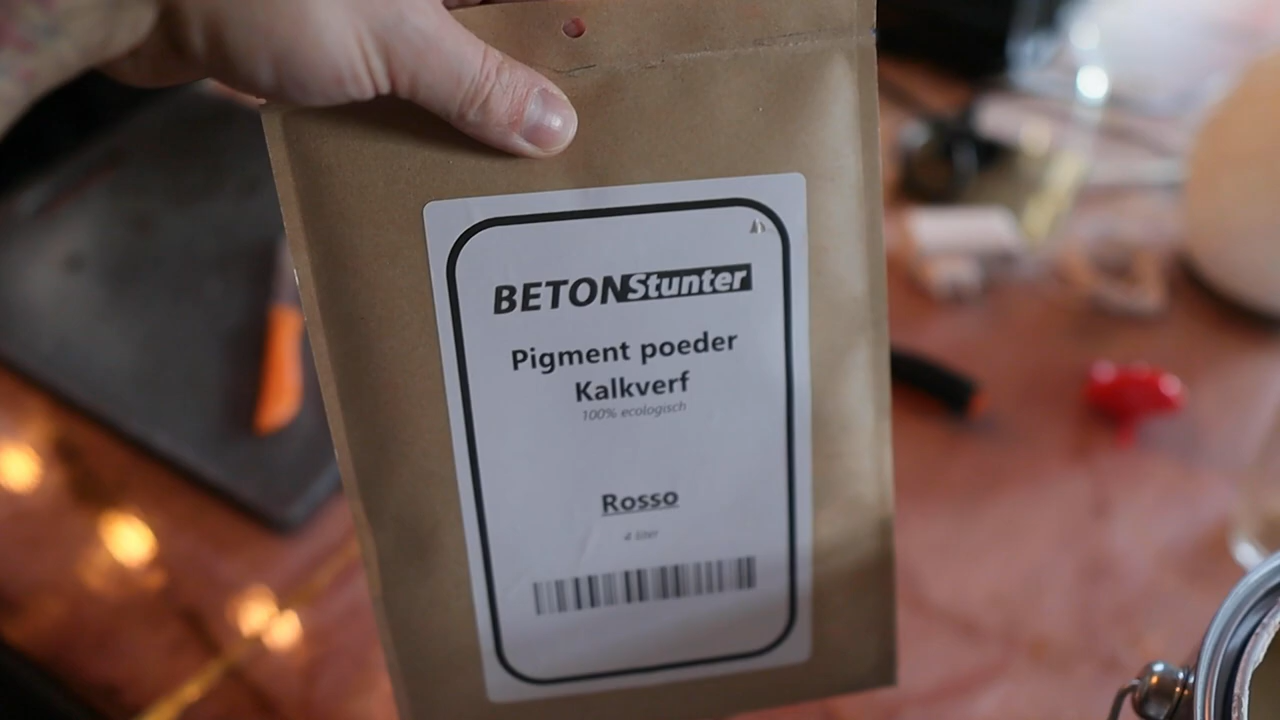 BETONStunter
Pigment poeder
Kalkverf
100% ecologisch
Rosso
4 liter